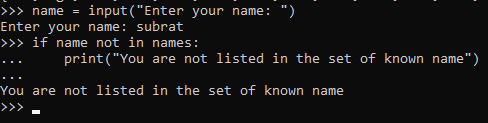 >>> name = input("Enter your name: ")
Enter your name: subrat
>>> if name not in names:
...     print("You are not listed in the set of known name")
...
You are not listed in the set of known name
>>>